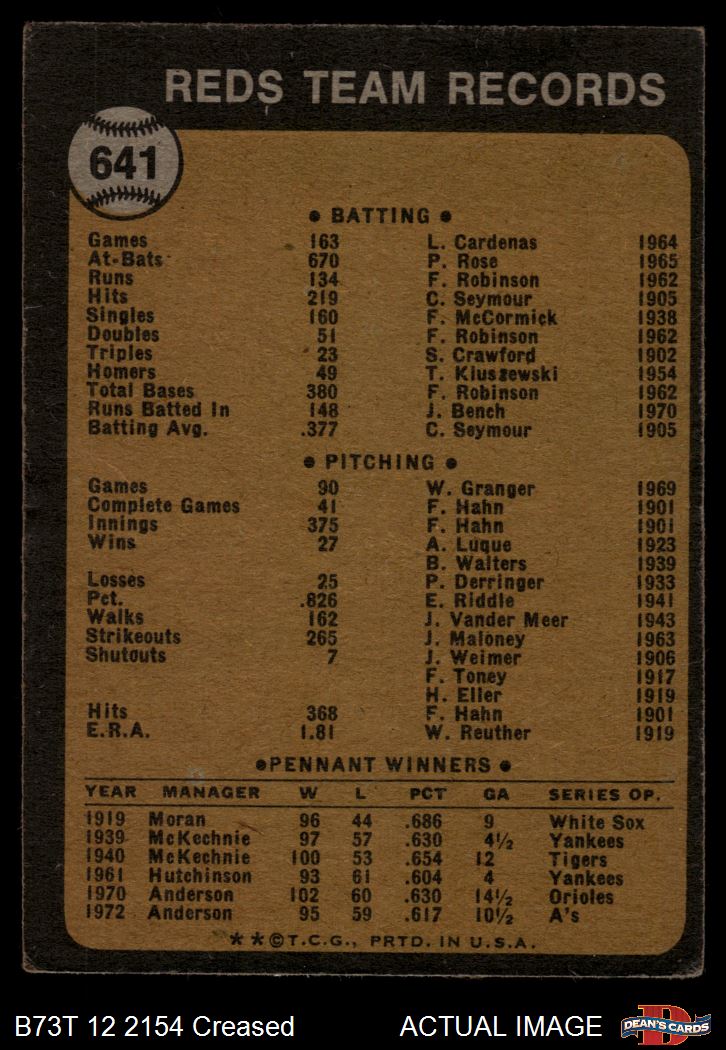 REDS TEAM RECORDS
641
● BATTING ●
Games 163 L. Cardenas 1964
At-Bats 670 P. Rose 1965
Runs 134 F. Robinson 1962
Hits 219 C. Seymour 1905
Singles 160 F. McCormick 1938
Doubles 51 F. Robinson 1962
Triples 23 S. Crawford 1902
Homers 49 T. Kluszewski 1954
Total Bases 380 F. Robinson 1962
Runs Batted In 148 J. Bench 1970
Batting Avg. .377 C. Seymour 1905
● PITCHING ●
Games 90 W. Granger 1969
Complete Games 41 F. Hahn 1901
Innings 375 F. Hahn 1901
Wins 27 A. Luque 1923
B. Walters 1939
Losses 25 P. Derringer 1933
Pct. .826 E. Riddle 1941
Walks 162 J. Vander Meer 1943
Strikeouts 265 J. Maloney 1963
Shutouts 7 J. Weimer 1906
F. Toney 1917
H. Eller 1919
Hits 368 F. Hahn 1901
E.R.A. 1.81 W. Reuther 1919
●PENNANT WINNERS ●
YEAR MANAGER W L PCT GA SERIES OP.
1919 Moran 96 44 .686 9 White Sox
1939 McKechnie 97 57 .630 4½ Yankees
1940 McKechnie 100 53 .654 12 Tigers
1961 Hutchinson 93 61 .604 4 Yankees
1970 Anderson 102 60 .630 14½ Orioles
1972 Anderson 95 59 .617 10½ A's
* *©T.C.G., PRTD. IN U.S.A.
B73T 12 2154 Creased ACTUAL IMAGE
D
DEAN'S CARDS